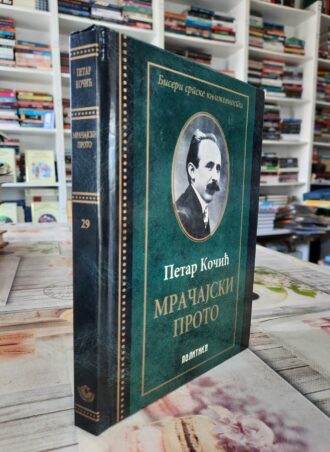 ПЕТАР
КОЧИЋ
МРАЧАЈСКИ
ПРОТО
29
Бисери српске књижевности
Петар Кочић
МРАЧАЈСКИ
ПРОТО
ПОЛИТИКА